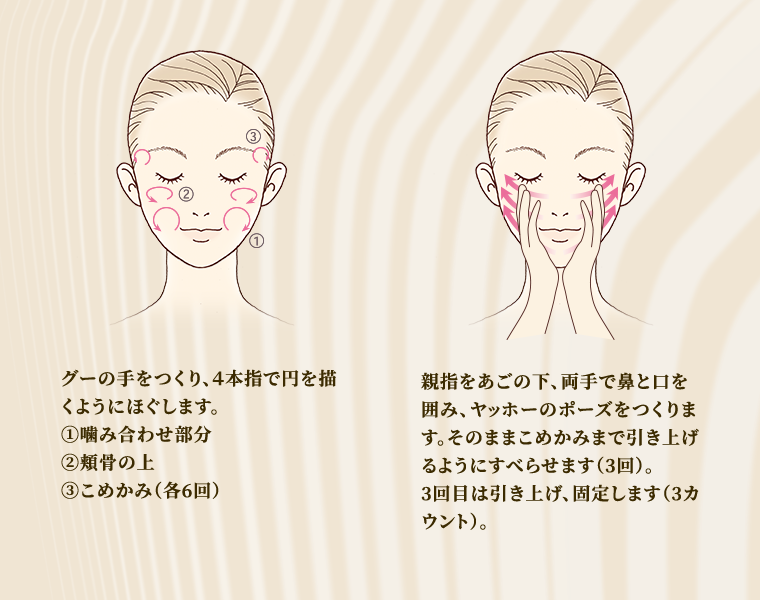 ③
②
①
グーの手をつくり、4本指で円を描
くようにほぐします。
①噛み合わせ部分
②頬骨の上
③こめかみ（各6回）
親指をあごの下、両手で鼻と口を
囲み、ヤッホーのポーズをつくりま
す。そのままこめかみまで引き上げ
るようにすべらせます（3回）。
3回目は引き上げ、固定します（3カ
ウント）。